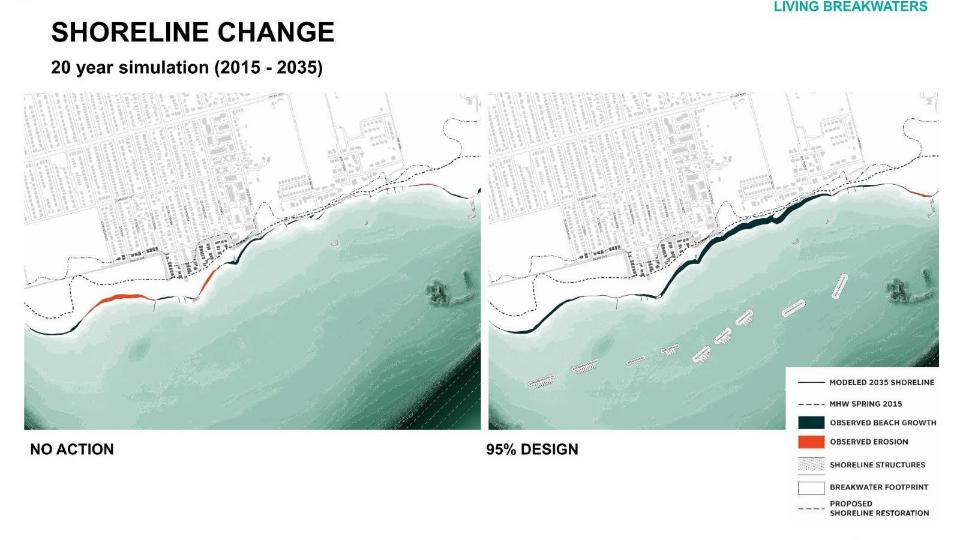 LIVING BREAKWATERS
SHORELINE CHANGE
20 year simulation (2015 - 2035)
NO ACTION
95% DESIGN
MODELED 2035 SHORELINE
MHW SPRING 2015
OBSERVED BEACH GROWTH
OBSERVED EROSION
SHORELINE STRUCTURES
BREAKWATER FOOTPRINT
PROPOSED
SHORELINE RESTORATION